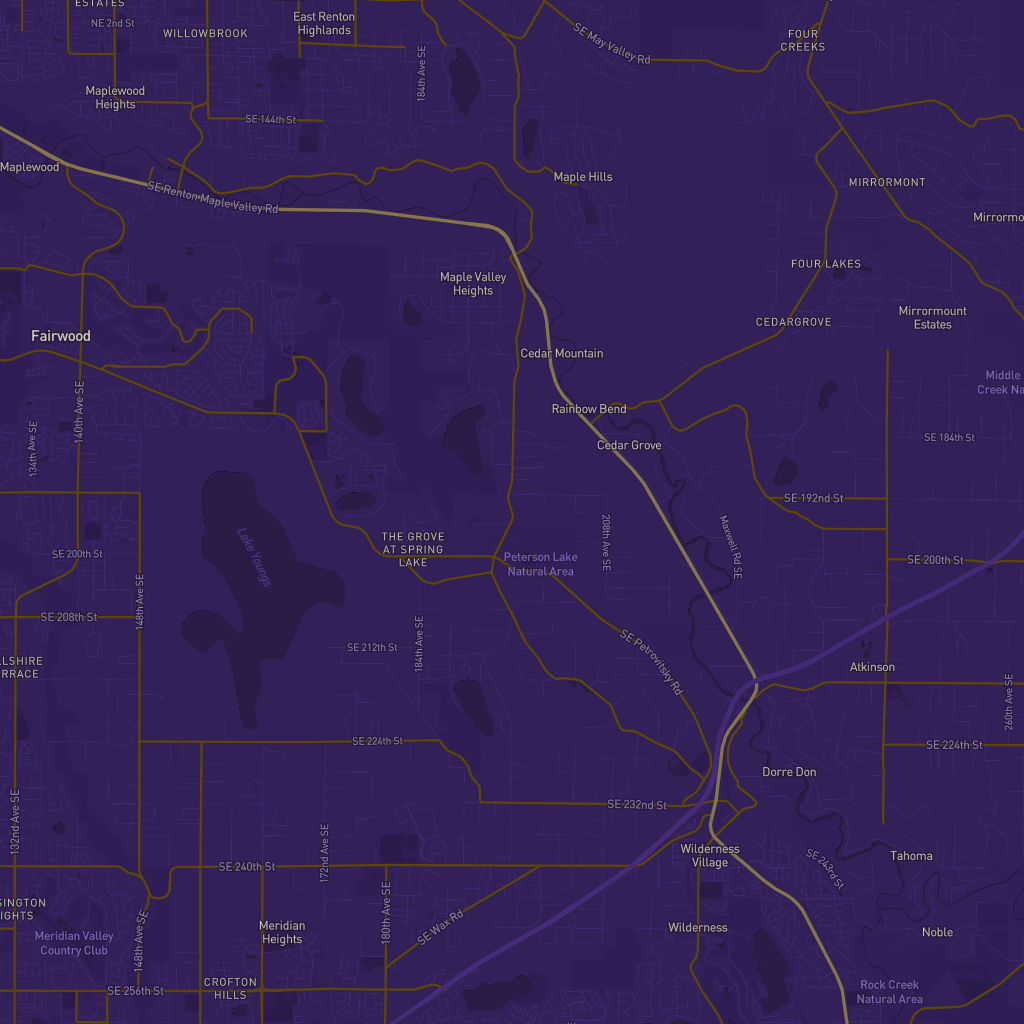 ESTATES
NE 2nd St
WILLOWBROOK
East Renton
Highlands
184th Ave SE
SE May Valley Rd
FOUR
CREEKS
Maplewood
Heights
SE 144th St
Maplewood
SE Renton Maple Valley Rd
Maple Hills
MIRRORMONT
Mirrormo
FOUR LAKES
Maple Valley
Heights
CEDARGROVE
Mirrormount
Estates
Fairwood
Cedar Mountain
Middle
Creek Na
140th Ave SE
Rainbow Bend
134th Ave SE
Cedar Grove
SE 184th St
SE 192nd St
Lake Youngs
THE GROVE
AT SPRING
LAKE
208th Ave SE
Maxwell Rd SE
SE 200th St
Peterson Lake
Natural Area
SE 200th St
148th Ave SE
SE 208th St
184th Ave SE
SE 212th St
SE Petrovitsky Rd
LLSHIRE
RRACE
Atkinson
260th Ave SE
SE 224th St
SE 224th St
Dorre Don
132nd Ave SE
SE 232nd St
172nd Ave SE
Wilderness
Village
SE 243rd St
Tahoma
SE 240th St
SINGTON
IGHTS
180th Ave SE
SE Wax Rd
Meridian Valley
Country Club
148th Ave SE
Meridian
Heights
Wilderness
Noble
CROFTON
HILLS
SE 256th St
Rock Creek
Natural Area